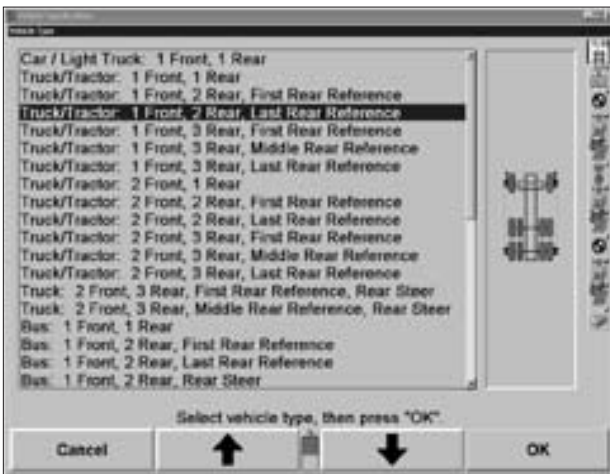 Vehicle Type
Car / Light Truck: 1 Front, 1 Rear
Truck/Tractor: 1 Front, 1 Rear
Truck/Tractor: 1 Front, 2 Rear, First Rear Reference
Truck/Tractor: 1 Front, 2 Rear, Last Rear Reference
Truck/Tractor: 1 Front, 3 Rear, First Rear Reference
Truck/Tractor: 1 Front, 3 Rear, Middle Rear Reference
Truck/Tractor: 1 Front, 3 Rear, Last Rear Reference
Truck/Tractor: 2 Front, 1 Rear
Truck/Tractor: 2 Front, 2 Rear, First Rear Reference
Truck/Tractor: 2 Front, 2 Rear, Last Rear Reference
Truck/Tractor: 2 Front, 3 Rear, First Rear Reference
Truck/Tractor: 2 Front, 3 Rear, Middle Rear Reference
Truck/Tractor: 2 Front, 3 Rear, Last Rear Reference
Truck: 2 Front, 3 Rear, First Rear Reference, Rear Steer
Truck: 2 Front, 3 Rear, Middle Rear Reference, Rear Steer
Bus: 1 Front, 1 Rear
Bus: 1 Front, 2 Rear, First Rear Reference
Bus: 1 Front, 2 Rear, Last Rear Reference
Bus: 1 Front, 2 Rear, Rear Steer
Select vehicle type, then press "OK".
Cancel
OK